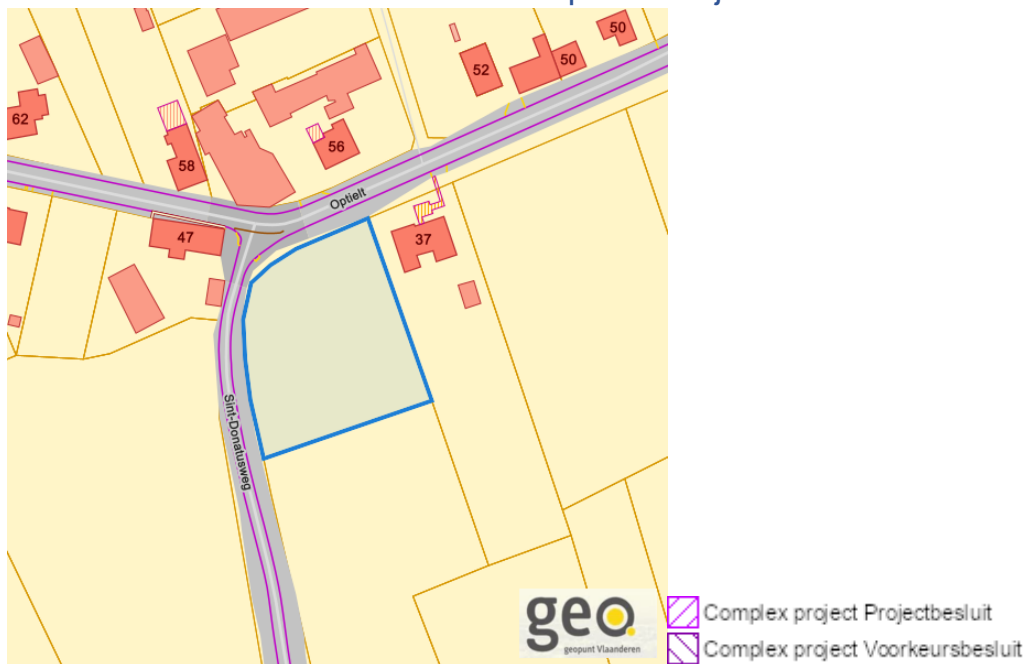 50
52
50
62
58
56
Optielt
47
37
Sint-Donatusweg
geo.
geopunt Vlaanderen
Complex project Projectbesluit
Complex project Voorkeursbesluit